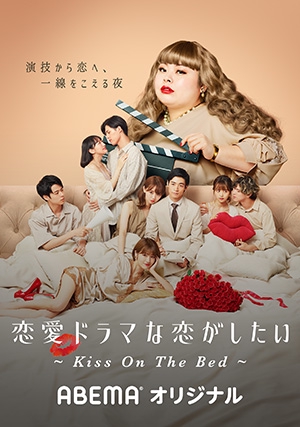 演技から恋へ、
一線をこえる夜
恋愛ドラマな恋がしたい
~ Kiss On The Bed ~
ABEMA® オリジナル